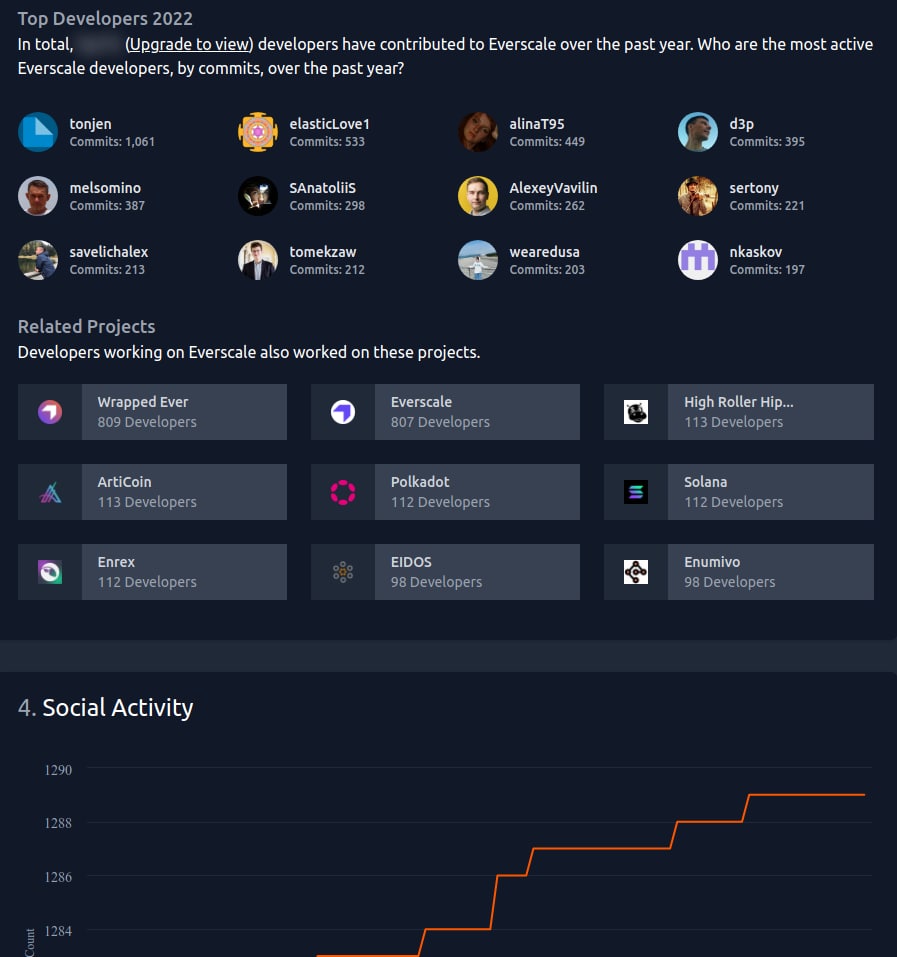 Top Developers 2022
In total, (Upgrade to view) developers have contributed to Everscale over the past year. Who are the most active
Everscale developers, by commits, over the past year?
tonjen
Commits: 1,061
elasticLove1
Commits: 533
alinaT95
Commits: 449
d3p
Commits: 395
melsomino
Commits: 387
SAnatoliiS
Commits: 298
AlexeyVavilin
Commits: 262
sertony
Commits: 221
savelichalex
Commits: 213
tomekzaw
Commits: 212
wearedusa
Commits: 203
nkaskov
Commits: 197
Related Projects
Developers working on Everscale also worked on these projects.
Wrapped Ever
809 Developers
Everscale
807 Developers
High Roller Hip...
113 Developers
ArtiCoin
113 Developers
Polkadot
112 Developers
Solana
112 Developers
Enrex
112 Developers
EIDOS
98 Developers
Enumivo
98 Developers
4. Social Activity
1290
1288
1286
1284
Count